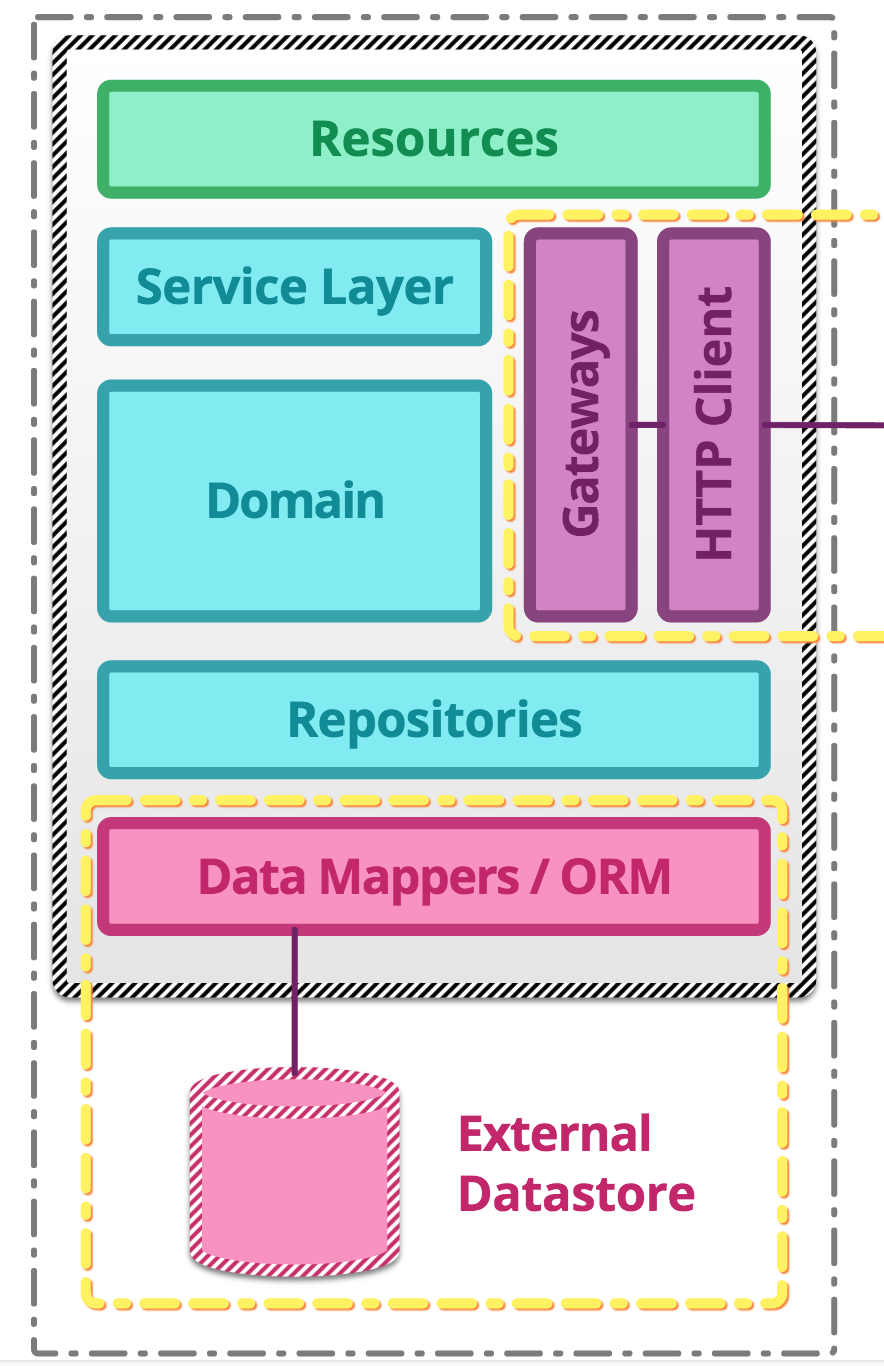 Resources
Service Layer
Gateways
HTTP Client
Domain
Repositories
Data Mappers / ORM
External
Datastore